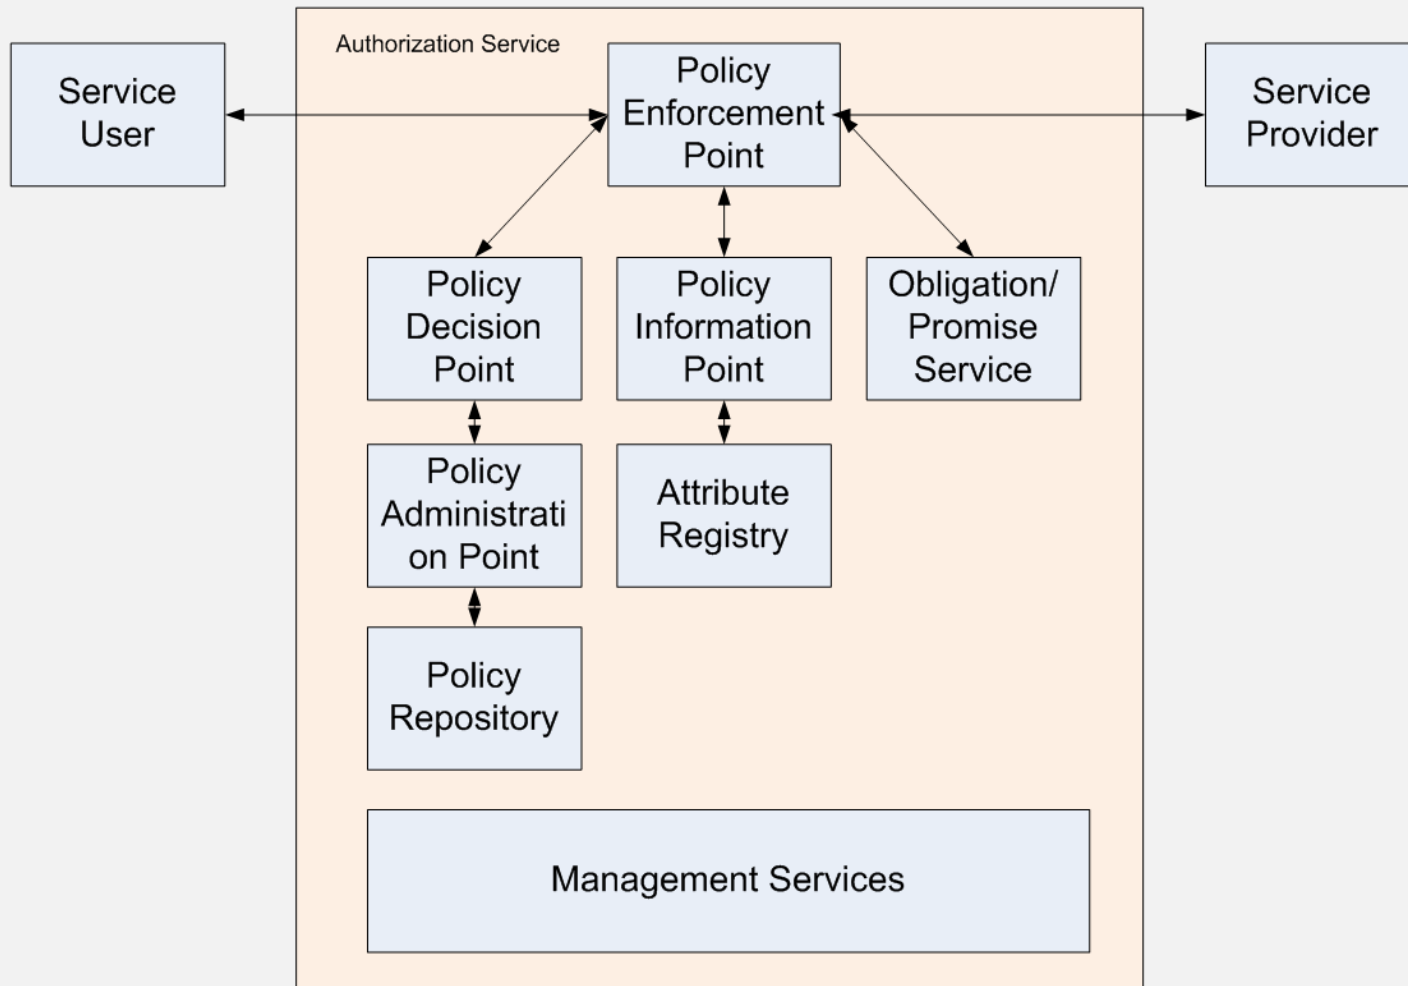 Authorization Service
Service
User
Policy
Enforcement
Point
Service
Provider
Policy
Decision
Point
Policy
Information
Point
Obligation/
Promise
Service
Policy
Administrati
on Point
Attribute
Registry
Policy
Repository
Management Services